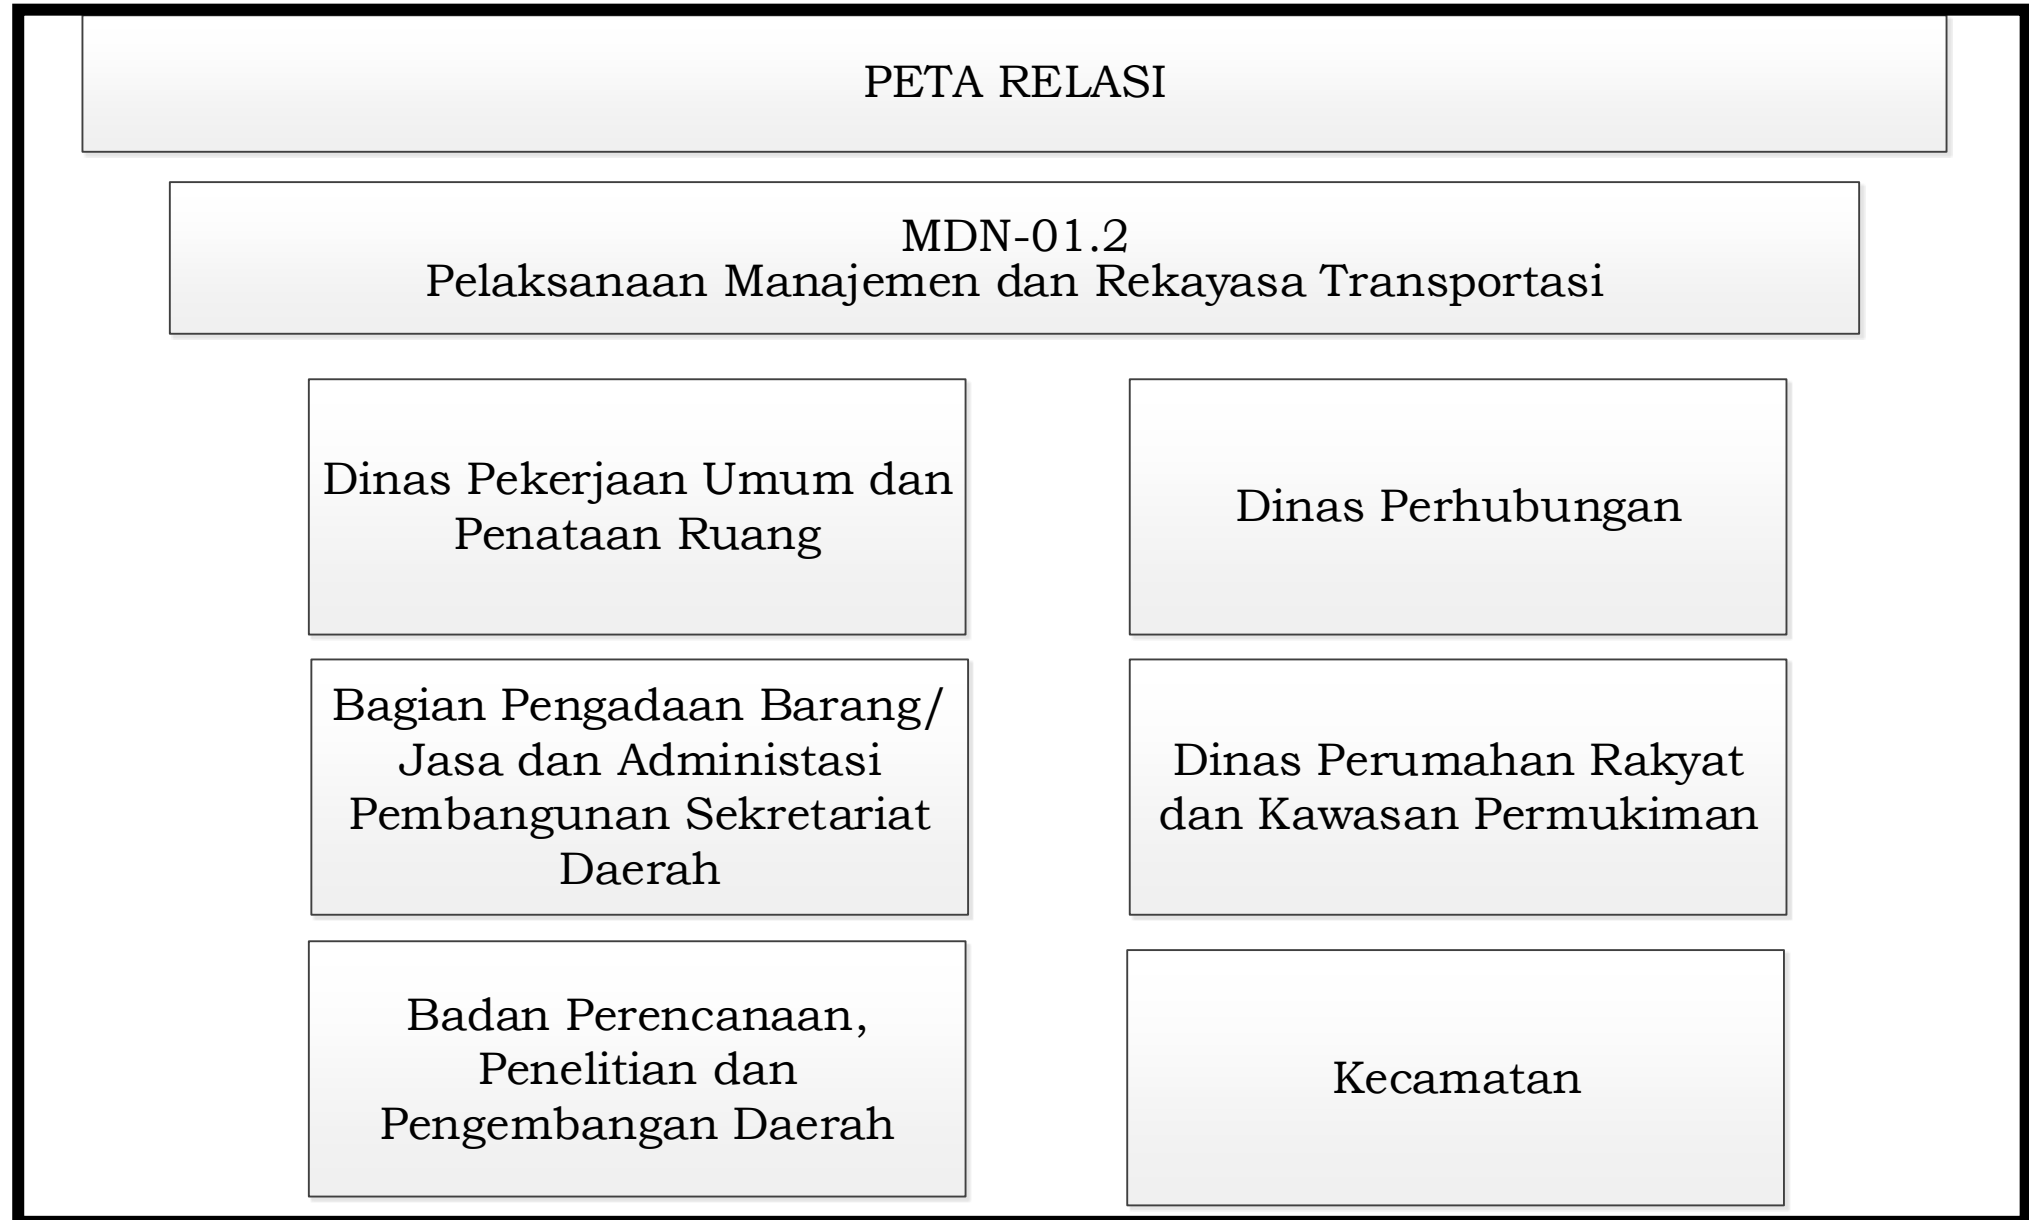 PETA RELASI
MDN-01.2
Pelaksanaan Manajemen dan Rekayasa Transportasi
Dinas Pekerjaan Umum dan
Penataan Ruang
Dinas Perhubungan
Bagian Pengadaan Barang/
Jasa dan Administasi
Pembangunan Sekretariat
Daerah
Dinas Perumahan Rakyat
dan Kawasan Permukiman
Badan Perencanaan,
Penelitian dan
Pengembangan Daerah
Kecamatan